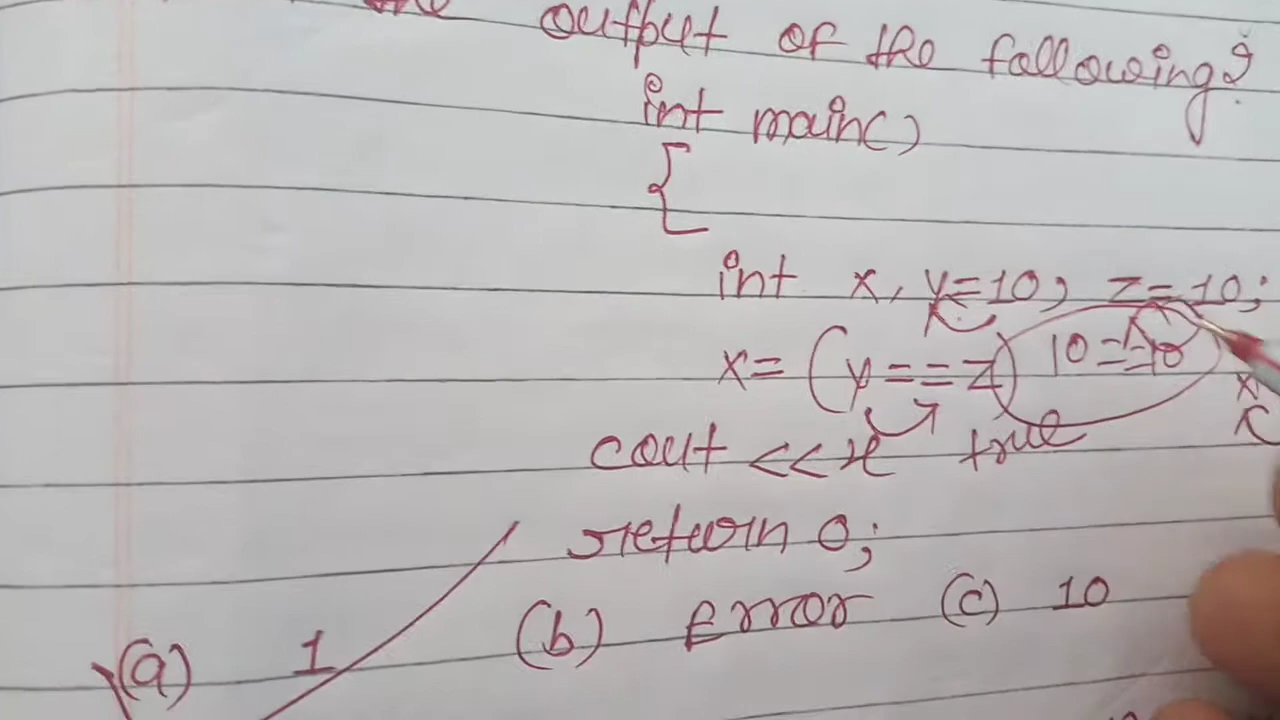 output of the following?
int main()
{
int x, y=10, z=10;
x= (y==z) 10==10
cout <<x true
return 0;
(a) 1 (b) Error (c) 10